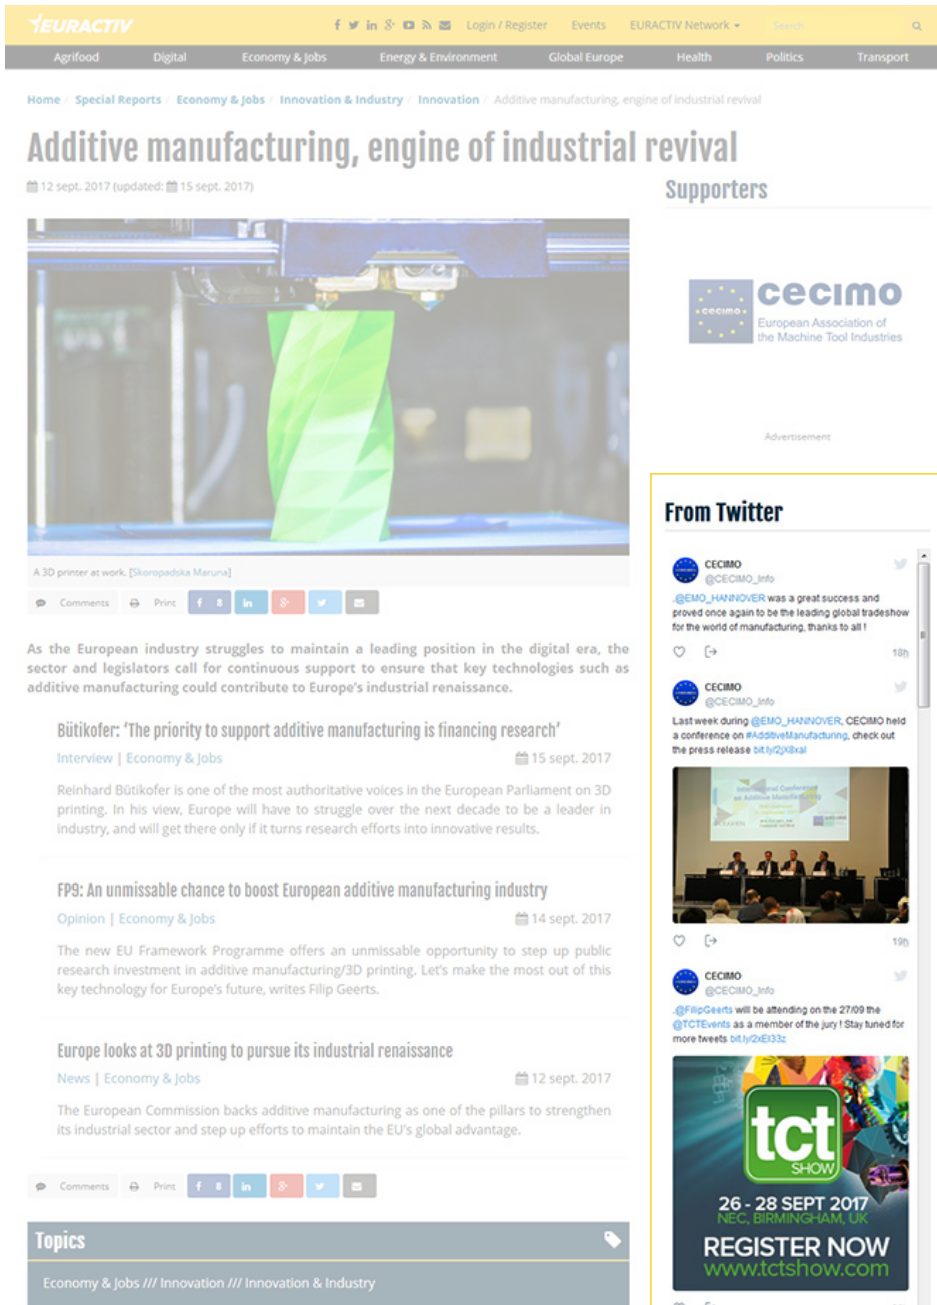 EURACTIV
Login / Register Events EURACTIV Network Search
Agrifood Digital Economy & Jobs Energy & Environment Global Europe Health Politics Transport
Home / Special Reports / Economy & Jobs / Innovation & Industry / Innovation / Additive manufacturing, engine of industrial revival
Additive manufacturing, engine of industrial revival
12 sept. 2017 (updated: 15 sept. 2017)
A 3D printer at work. [Skoropadska Maruna]
Comments Print f 8 in 8+
As the European industry struggles to maintain a leading position in the digital era, the
sector and legislators call for continuous support to ensure that key technologies such as
additive manufacturing could contribute to Europe's industrial renaissance.
Bütikofer: 'The priority to support additive manufacturing is financing research'
Interview | Economy & Jobs 15 sept. 2017
Reinhard Bütikofer is one of the most authoritative voices in the European Parliament on 3D
printing. In his view, Europe will have to struggle over the next decade to be a leader in
industry, and will get there only if it turns research efforts into innovative results.
FP9: An unmissable chance to boost European additive manufacturing industry
Opinion | Economy & Jobs 14 sept. 2017
The new EU Framework Programme offers an unmissable opportunity to step up public
research investment in additive manufacturing/3D printing. Let's make the most out of this
key technology for Europe's future, writes Filip Geerts.
Europe looks at 3D printing to pursue its industrial renaissance
News | Economy & Jobs 12 sept. 2017
The European Commission backs additive manufacturing as one of the pillars to strengthen
its industrial sector and step up efforts to maintain the EU's global advantage.
Comments Print f 8 in 8+
Topics
Economy & Jobs /// Innovation /// Innovation & Industry
Supporters
cecimo
cecimo
European Association of
the Machine Tool Industries
Advertisement
From Twitter
CECIMO
@CECIMO_Info
.@EMO_HANNOVER was a great success and
proved once again to be the leading global tradeshow
for the world of manufacturing, thanks to all !
18h
CECIMO
@CECIMO_Info
Last week during @EMO_HANNOVER, CECIMO held
a conference on #AdditiveManufacturing, check out
the press release bit.ly/2jX8xal
International Conference
on Additive Manufacturing
19h
CECIMO
@CECIMO_Info
.@FilipGeerts will be attending on the 27/09 the
@TCTEvents as a member of the jury ! Stay tuned for
more tweets bit.ly/2xEI33z
tct
SHOW
26 - 28 SEPT 2017
NEC, BIRMINGHAM, UK
REGISTER NOW
www.tctshow.com